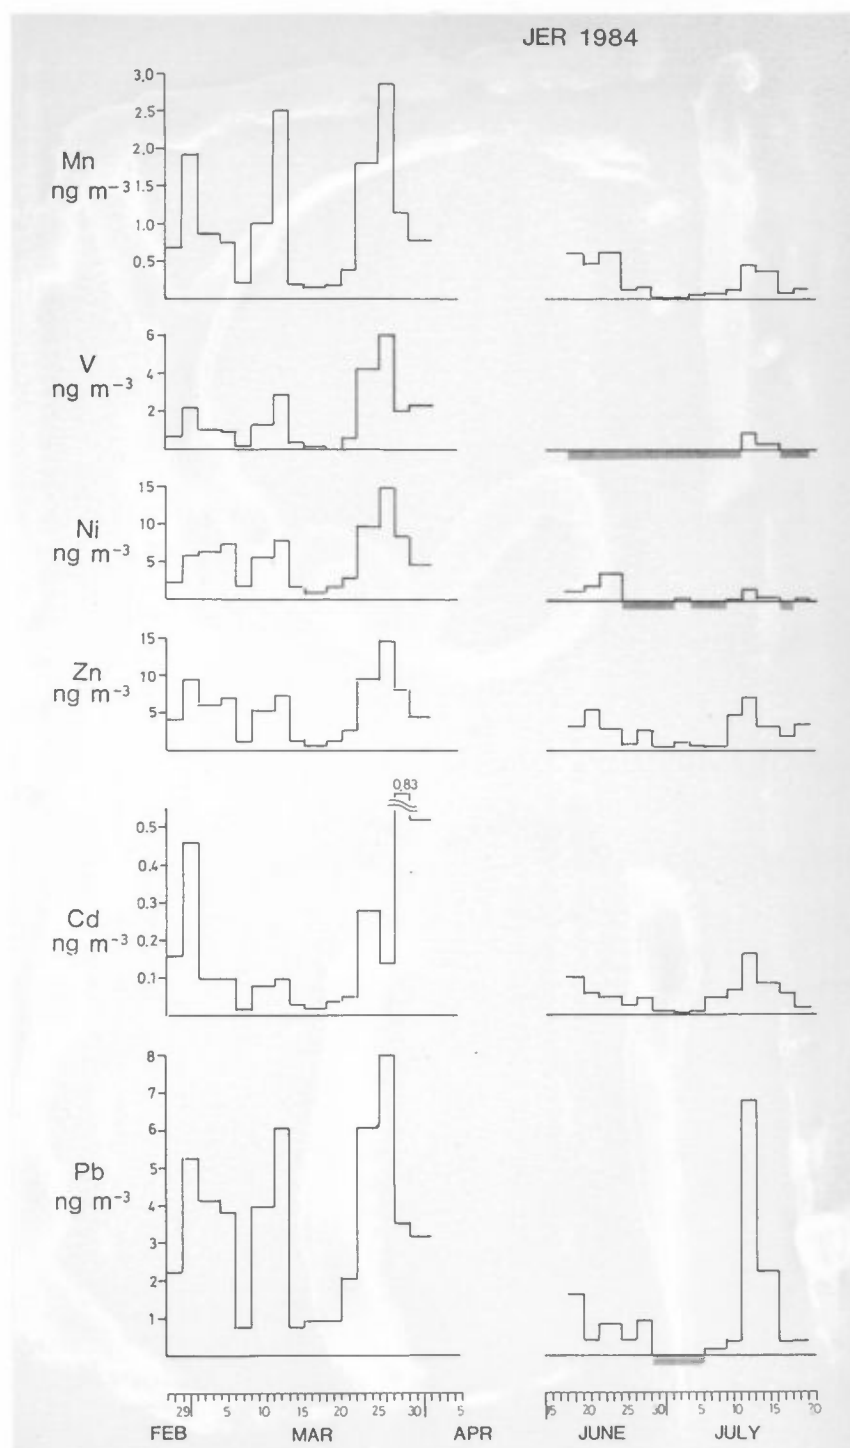 JER 1984
3,0
2.5
2.0
1.5
1.0
0.5
Mn
ng m-3
6
4
2
V
ng m-3
15
10
5
Ni
ng m-3
15
10
5
Zn
ng m-3
0,83
0.5
0.4
0.3
0.2
0.1
Cd
ng m-3
8
7
6
5
4
3
2
1
Pb
ng m-3
29 5 10 15 20 25 30 5 15 20 25 30 5 10 15 20
FEB MAR APR JUNE JULY